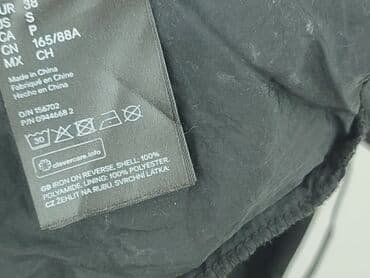 EUR 38
US S
CA P
CN 165/88A
MX CH
Made in China
Fabriqué en Chine
Hecho en China
O/N 156702
P/N 0944668 2
30
clevercare.info
GB IRON ON REVERSE, SHELL: 100%
POLYAMIDE. LINING: 100% POLYESTER.
CZ ŽEHLIT NA RUBU. SVRCHNÍ LÁTKA: